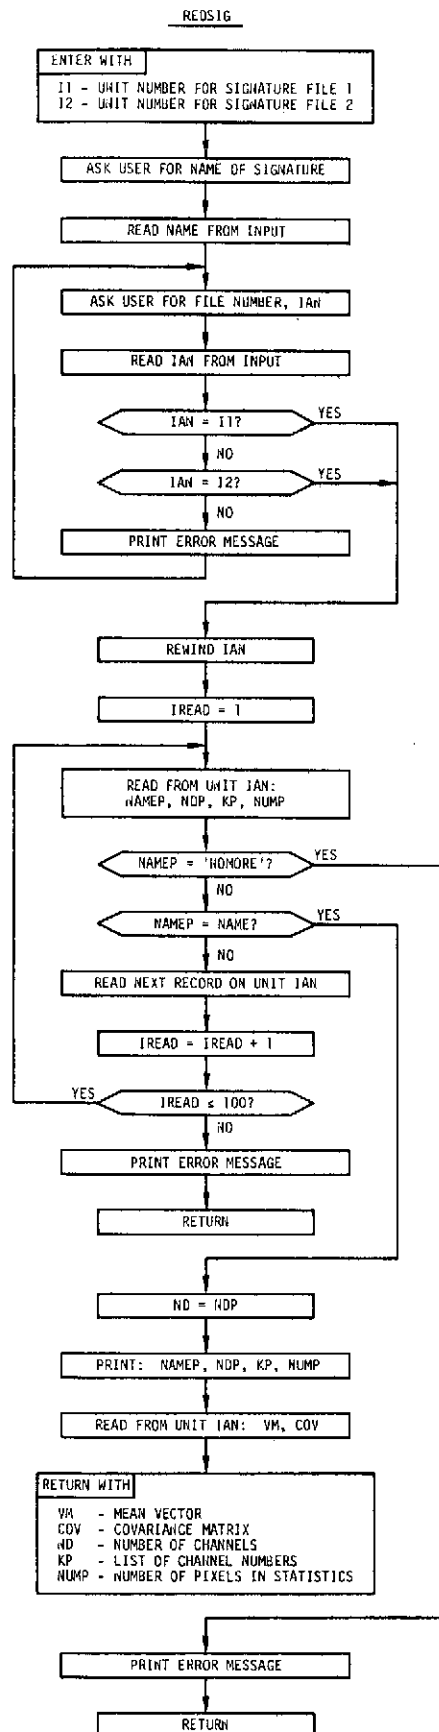 REDSIG
ENTER WITH
I1 - UNIT NUMBER FOR SIGNATURE FILE 1
I2 - UNIT NUMBER FOR SIGNATURE FILE 2
ASK USER FOR NAME OF SIGNATURE
READ NAME FROM INPUT
ASK USER FOR FILE NUMBER, IAN
READ IAN FROM INPUT
IAN = I1?
YES
NO
IAN = I2?
YES
NO
PRINT ERROR MESSAGE
REWIND IAN
IREAD = 1
READ FROM UNIT IAN:
NAMEP, NDP, KP, NUMP
NAMEP = 'NOMORE'?
YES
NO
NAMEP = NAME?
YES
NO
READ NEXT RECORD ON UNIT IAN
IREAD = IREAD + 1
YES
IREAD ≤ 100?
NO
PRINT ERROR MESSAGE
RETURN
ND = NDP
PRINT: NAMEP, NDP, KP, NUMP
READ FROM UNIT IAN: VM, COV
RETURN WITH
VM - MEAN VECTOR
COV - COVARIANCE MATRIX
ND - NUMBER OF CHANNELS
KP - LIST OF CHANNEL NUMBERS
NUMP - NUMBER OF PIXELS IN STATISTICS
PRINT ERROR MESSAGE
RETURN